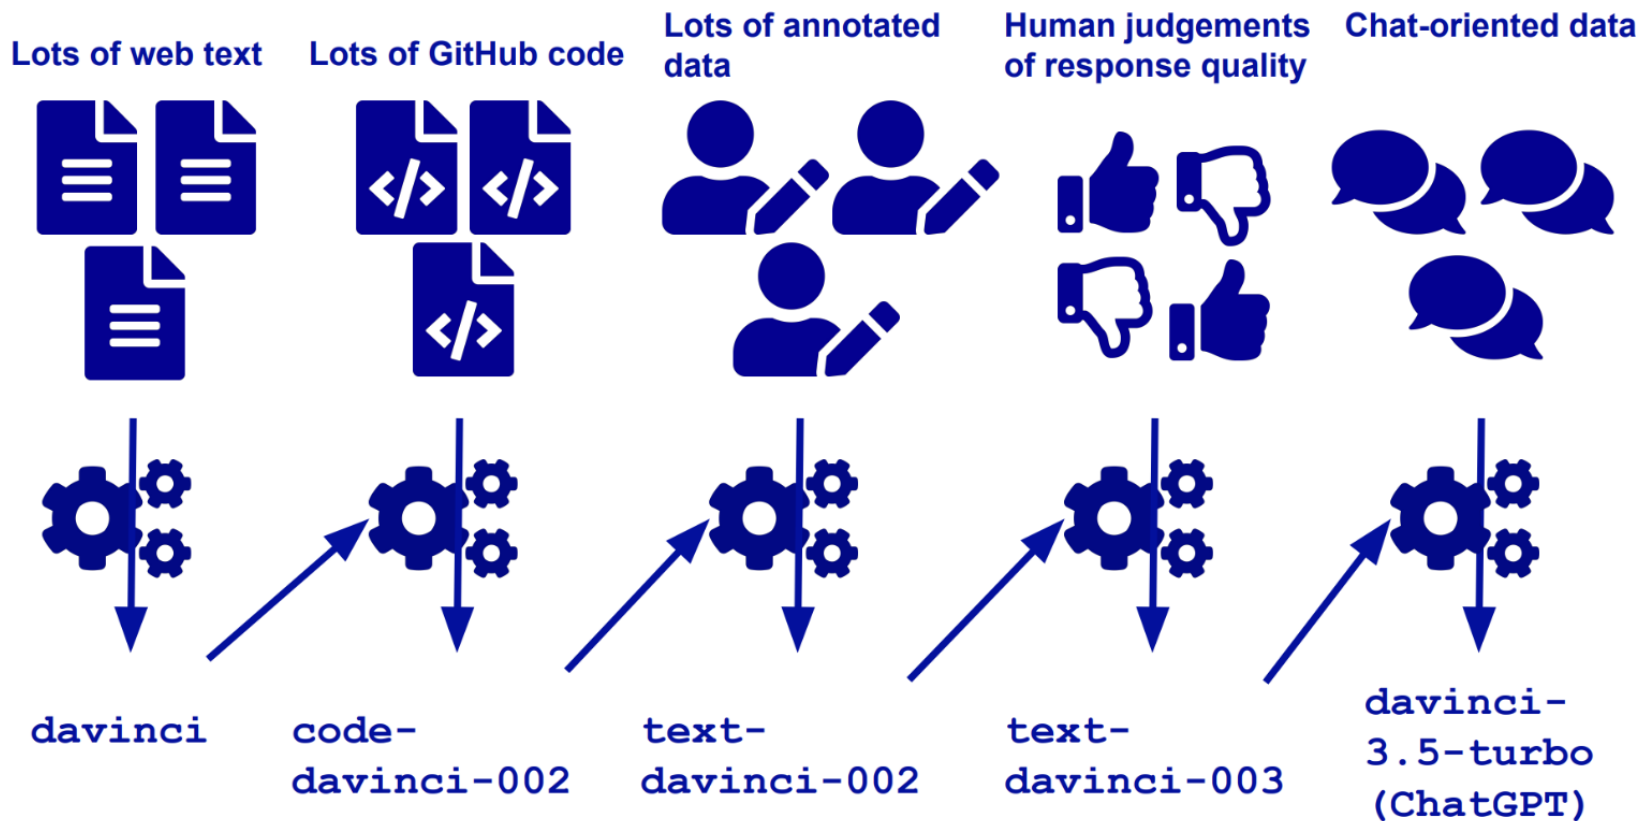 Lots of web text
Lots of GitHub code
Lots of annotated
data
Human judgements
of response quality
Chat-oriented data
davinci
code-
davinci-002
text-
davinci-002
text-
davinci-003
davinci-
3.5-turbo
(ChatGPT)